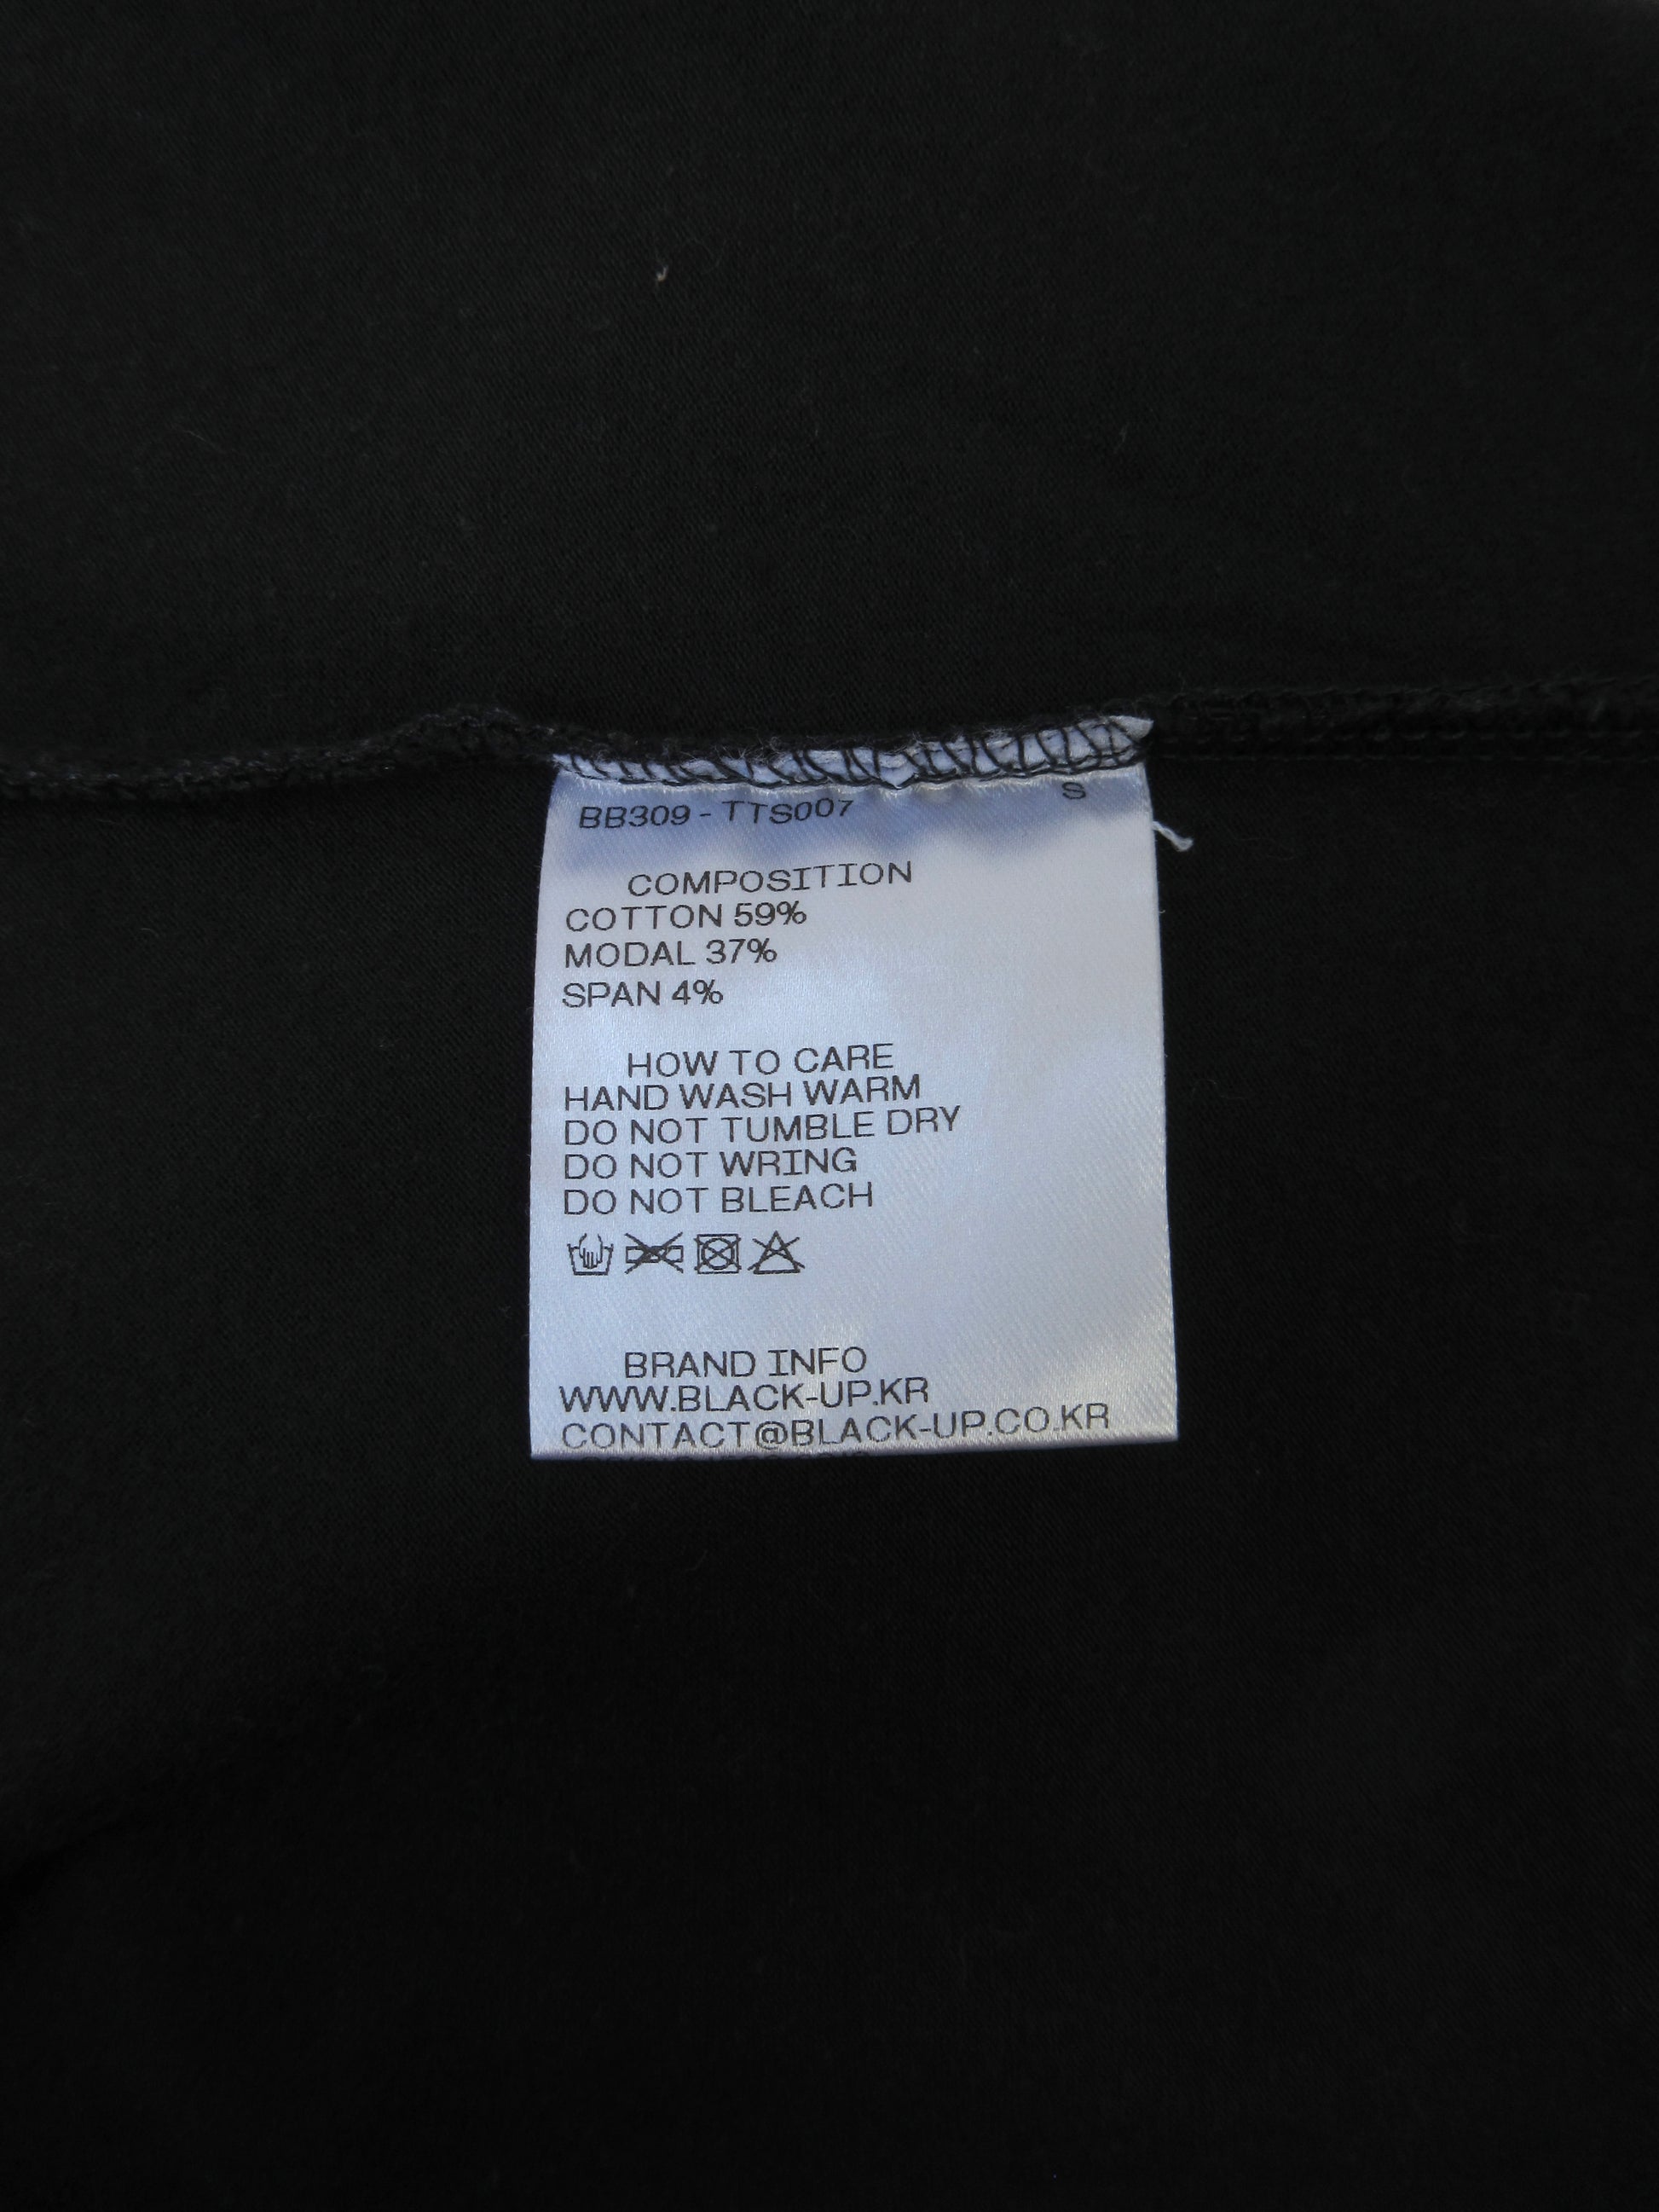 BB309 - TTS007 S
COMPOSITION
COTTON 59%
MODAL 37%
SPAN 4%
HOW TO CARE
HAND WASH WARM
DO NOT TUMBLE DRY
DO NOT WRING
DO NOT BLEACH
BRAND INFO
WWW.BLACK-UP.KR
CONTACT@BLACK-UP.CO.KR